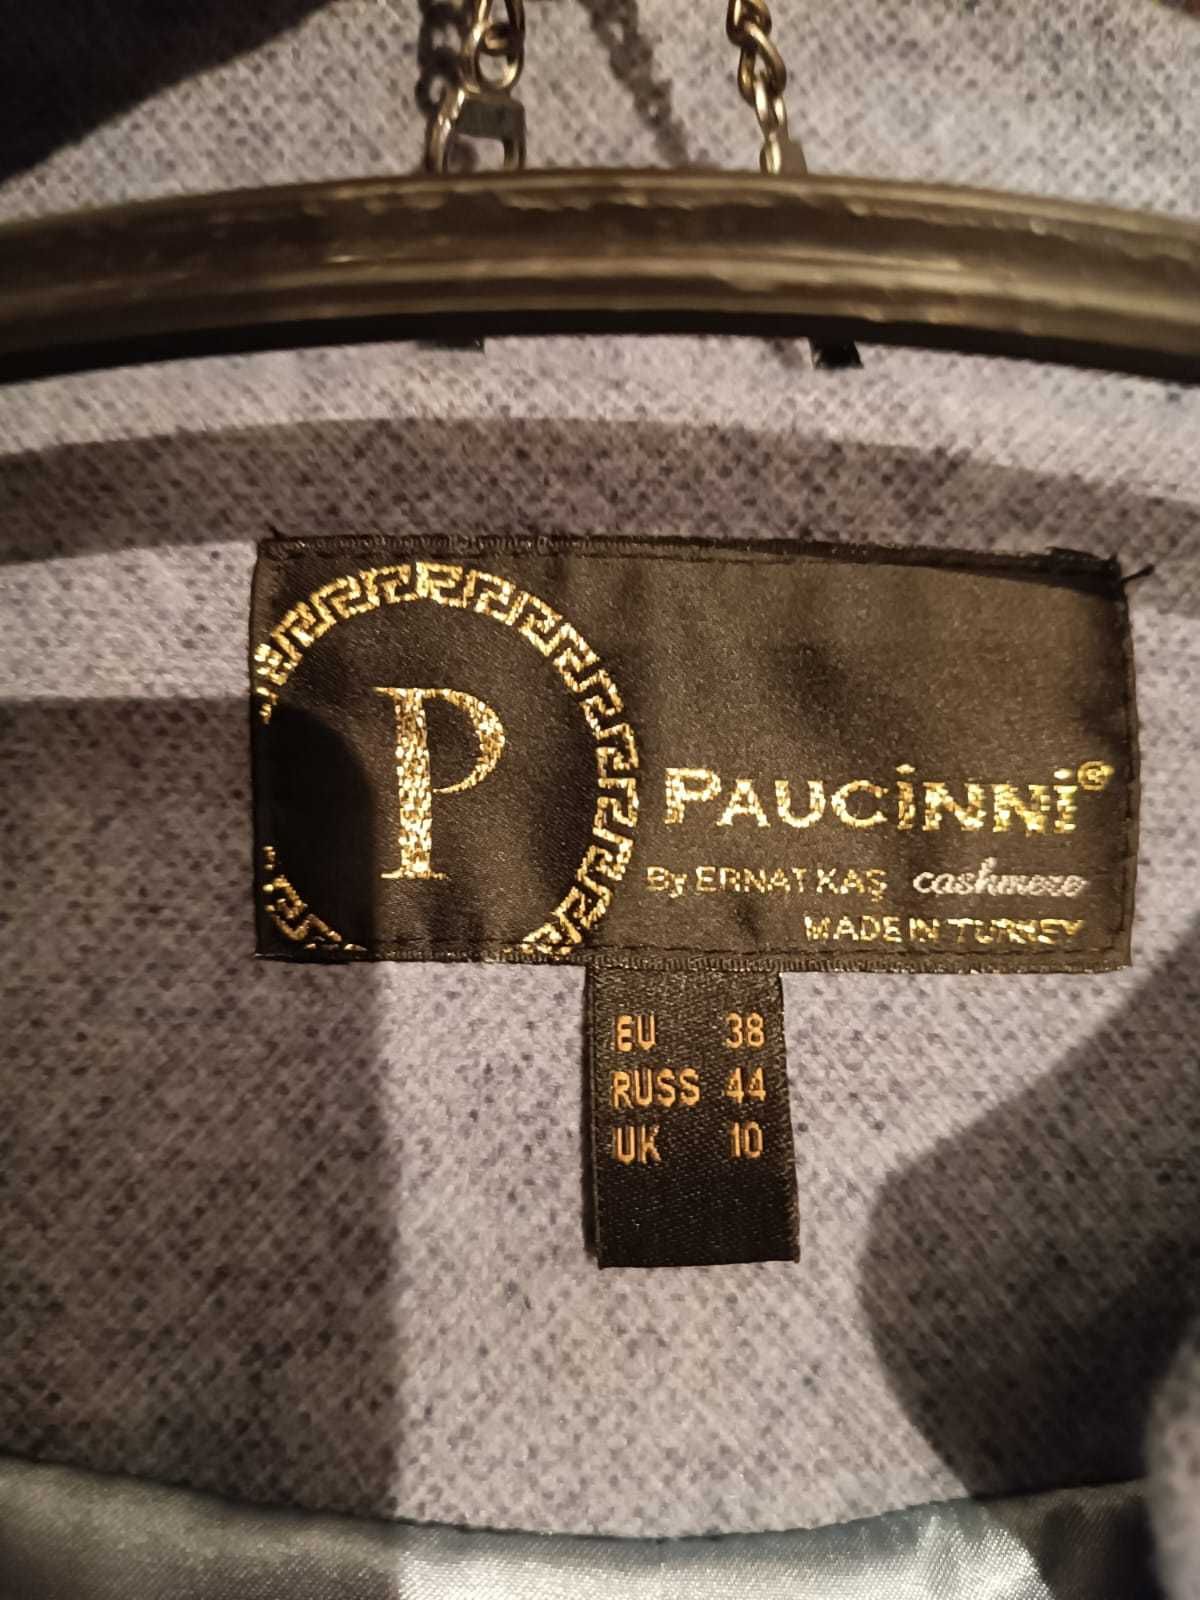 P
PAUCiNNi®
By ERNAT KAŞ cashmere
MADE IN TURKEY
EU 38
RUSS 44
UK 10